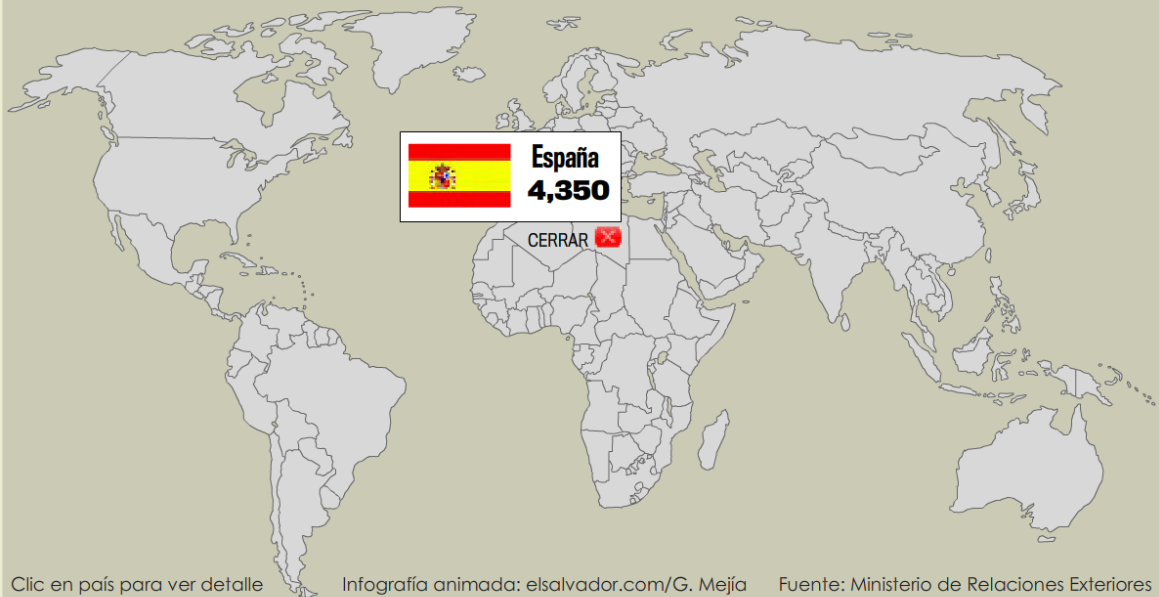 España
4,350
CERRAR
Clic en país para ver detalle
Infografía animada: elsalvador.com/G. Mejía
Fuente: Ministerio de Relaciones Exteriores